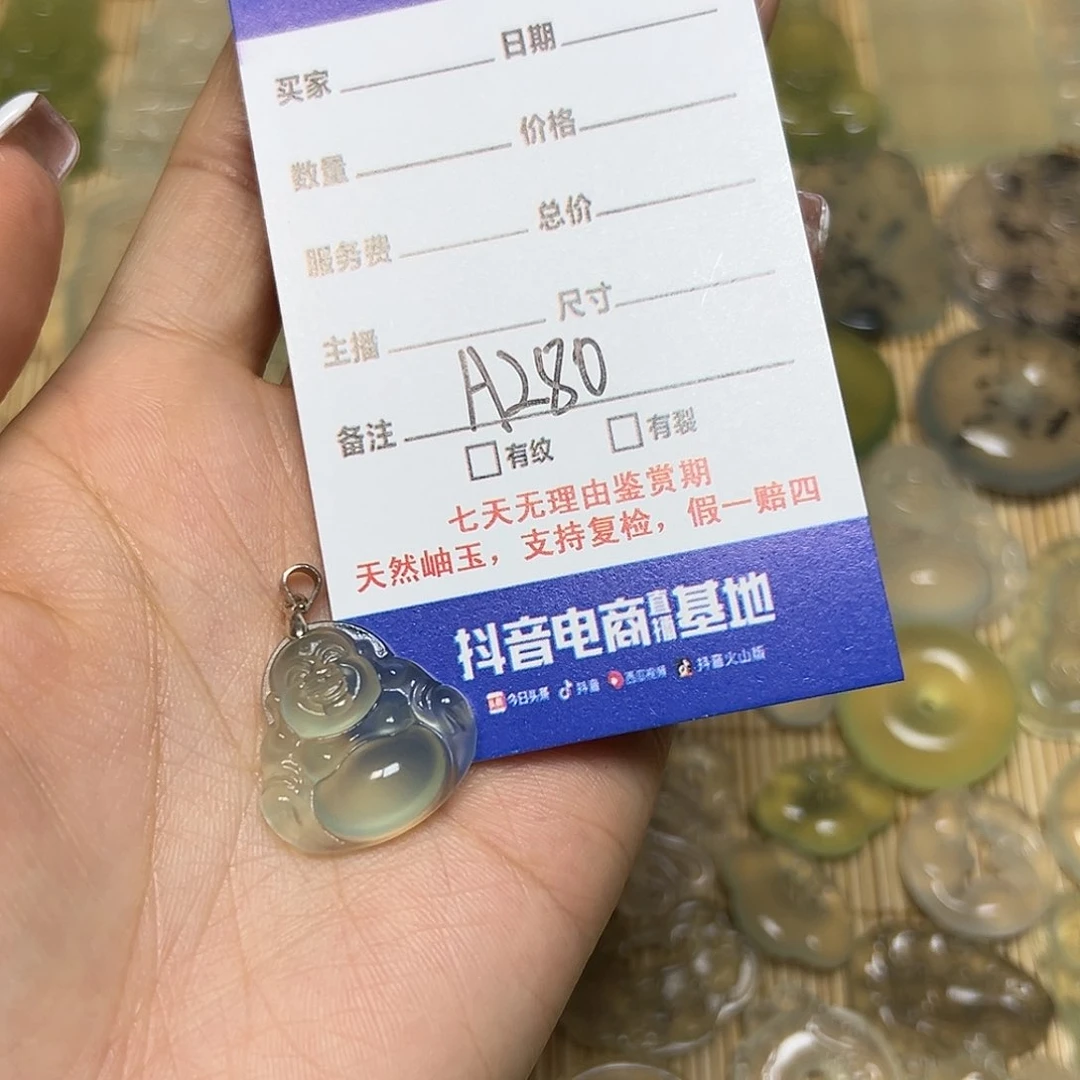 买家 日期
数量 价格
服务费 总价
主播 尺寸
备注 A280
有纹 有裂
七天无理由鉴赏期
天然岫玉，支持复检，假一赔四
抖音电商直播基地
今日头条 抖音 西瓜视频 抖音火山版